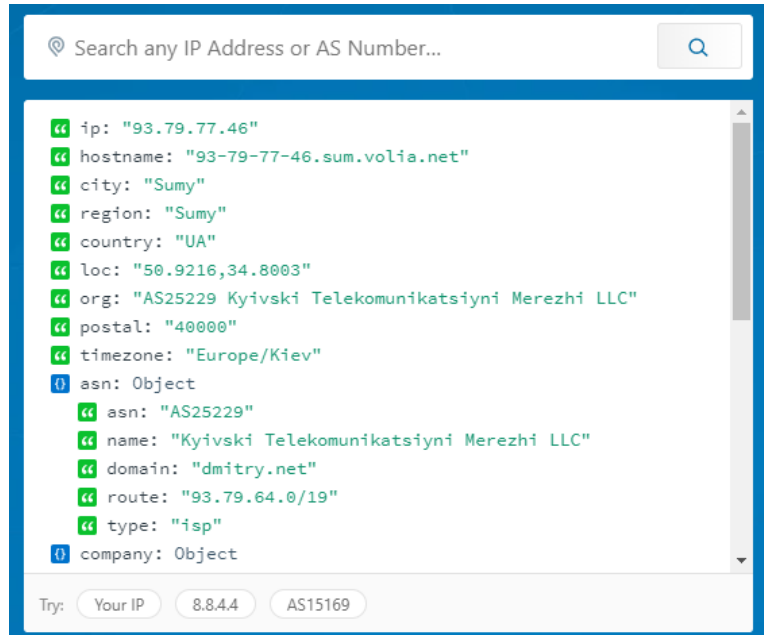 Search any IP Address or AS Number...
ip: "93.79.77.46"
hostname: "93-79-77-46.sum.volia.net"
city: "Sumy"
region: "Sumy"
country: "UA"
loc: "50.9216,34.8003"
org: "AS25229 Kyivski Telekomunikatsiyni Merezhi LLC"
postal: "40000"
timezone: "Europe/Kiev"
{} asn: Object
asn: "AS25229"
name: "Kyivski Telekomunikatsiyni Merezhi LLC"
domain: "dmitry.net"
route: "93.79.64.0/19"
type: "isp"
{} company: Object
Try: Your IP 8.8.4.4 AS15169